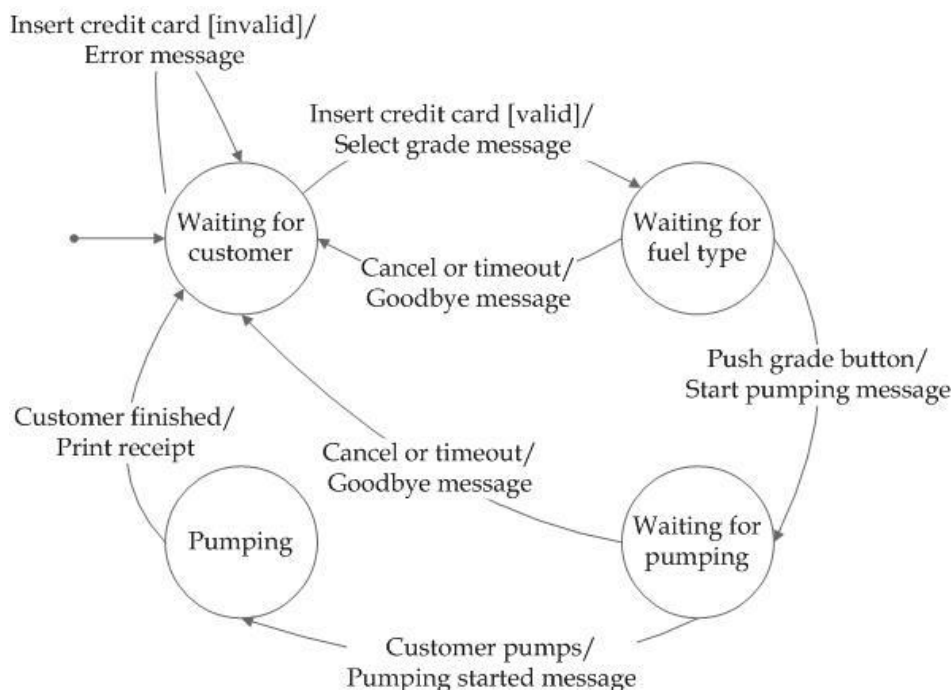 Insert credit card [invalid]/
Error message
Insert credit card [valid]/
Select grade message
Waiting for
customer
Waiting for
fuel type
Cancel or timeout/
Goodbye message
Push grade button/
Start pumping message
Customer finished/
Print receipt
Cancel or timeout/
Goodbye message
Pumping
Waiting for
pumping
Customer pumps/
Pumping started message